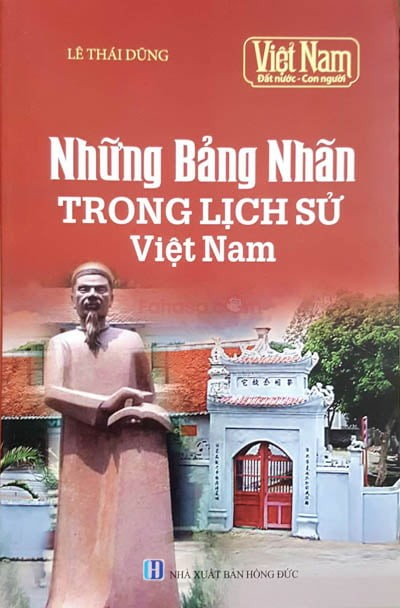 LÊ THÁI DŨNG
Việt Nam
Đất nước - Con người
Những Bảng Nhãn
TRONG LỊCH SỬ
Việt Nam
NHÀ XUẤT BẢN HỒNG ĐỨC